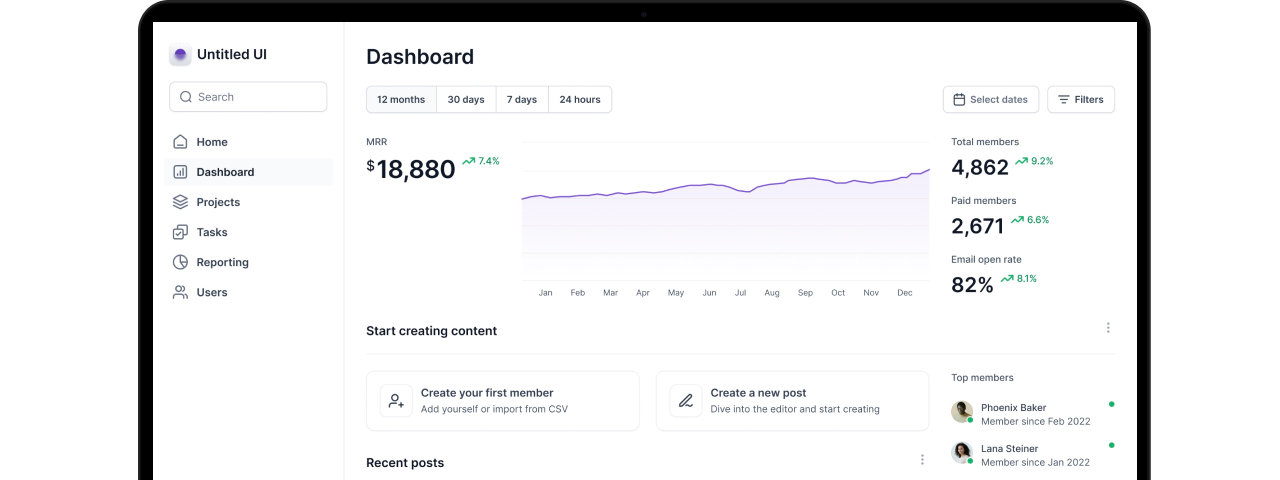 Untitled UI
Search
Home
Dashboard
Projects
Tasks
Reporting
Users
Dashboard
12 months
30 days
7 days
24 hours
Select dates
Filters
MRR
$18,880
7.4%
Jan Feb Mar Apr May Jun Jul Aug Sep Oct Nov Dec
Total members
4,862
9.2%
Paid members
2,671
6.6%
Email open rate
82%
8.1%
Start creating content
Create your first member
Add yourself or import from CSV
Create a new post
Dive into the editor and start creating
Recent posts
Top members
Phoenix Baker
Member since Feb 2022
Lana Steiner
Member since Jan 2022